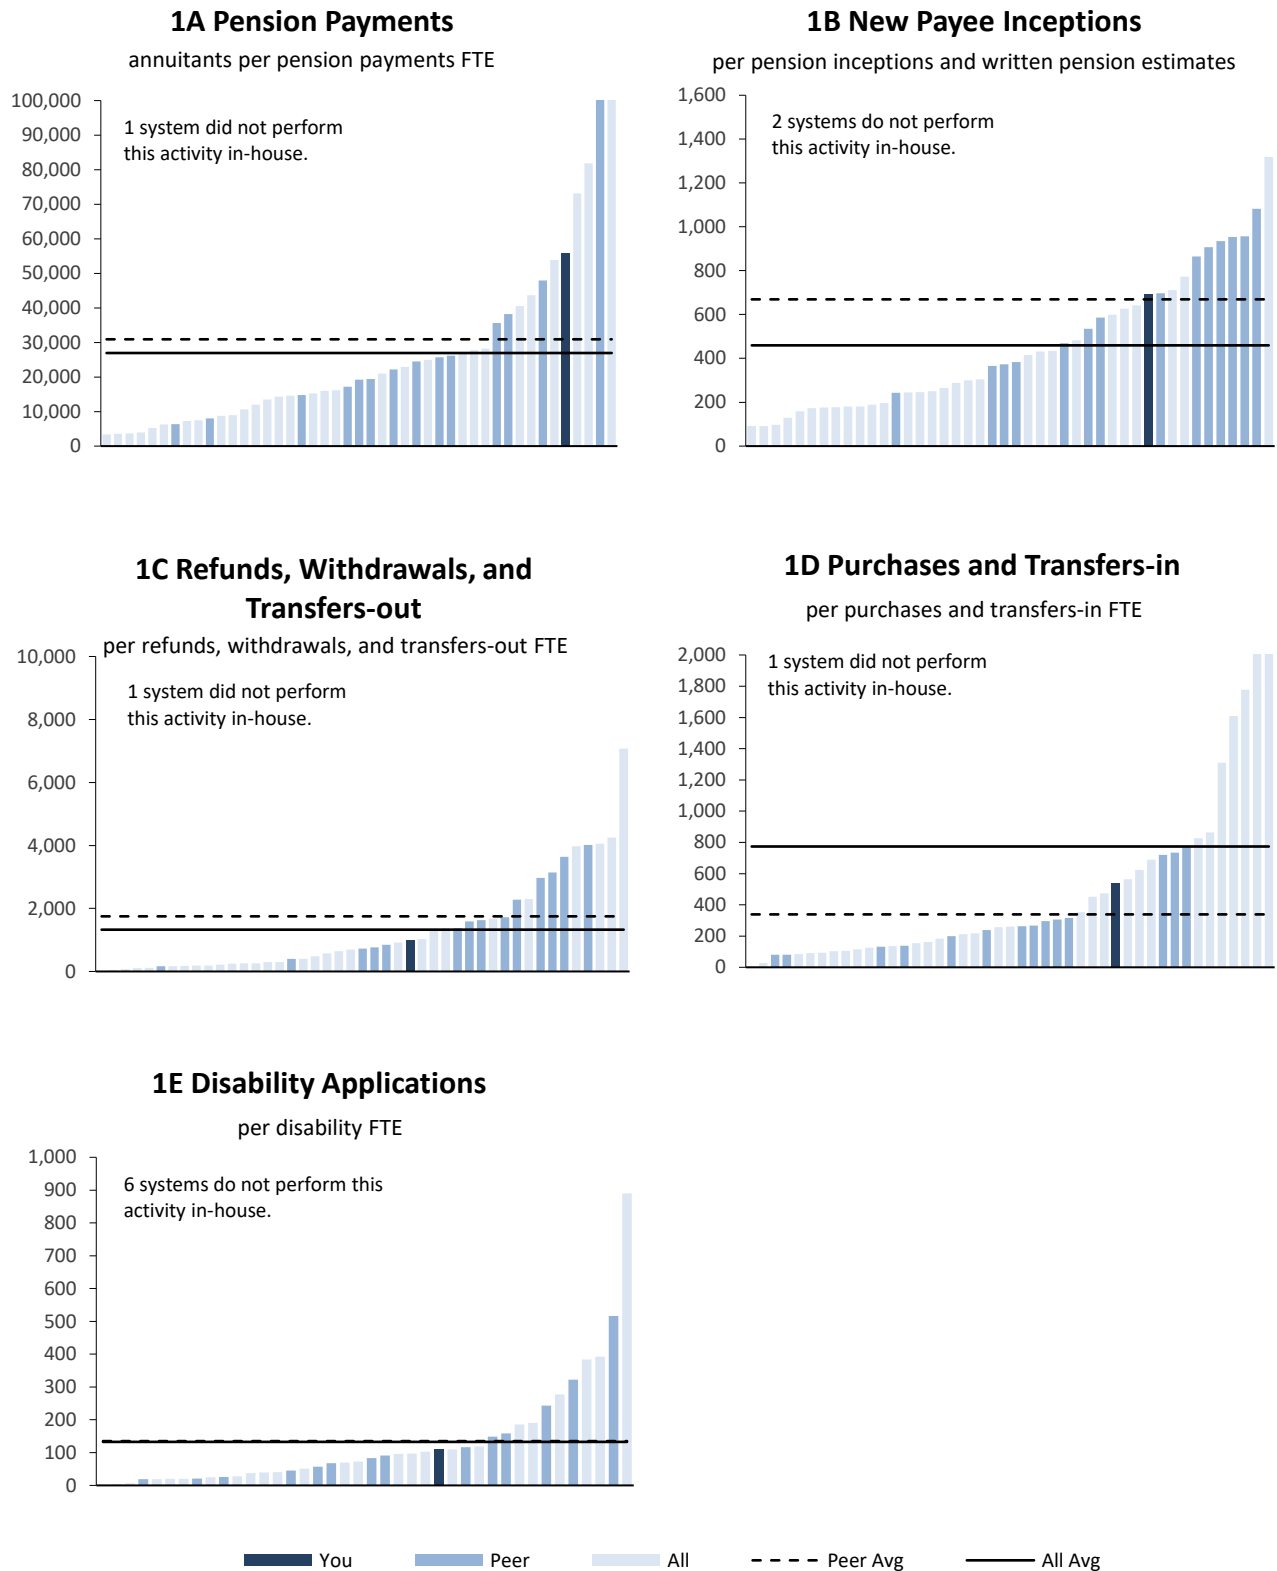 1A Pension Payments
annuitants per pension payments FTE
100,000
90,000
80,000
70,000
60,000
50,000
40,000
30,000
20,000
10,000
0
1 system did not perform
this activity in-house.
1B New Payee Inceptions
per pension inceptions and written pension estimates
1,600
1,400
1,200
1,000
800
600
400
200
0
2 systems do not perform
this activity in-house.
1C Refunds, Withdrawals, and
Transfers-out
per refunds, withdrawals, and transfers-out FTE
10,000
8,000
6,000
4,000
2,000
0
1 system did not perform
this activity in-house.
1D Purchases and Transfers-in
per purchases and transfers-in FTE
2,000
1,800
1,600
1,400
1,200
1,000
800
600
400
200
0
1 system did not perform
this activity in-house.
1E Disability Applications
per disability FTE
1,000
900
800
700
600
500
400
300
200
100
0
6 systems do not perform this
activity in-house.
You Peer All Peer Avg All Avg